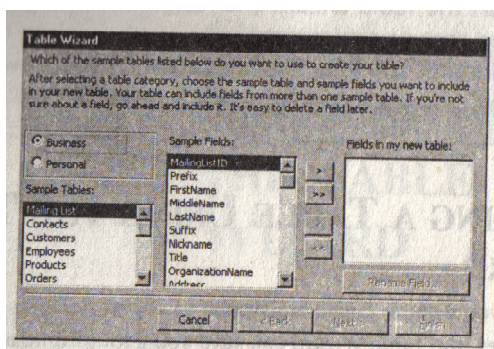 Table Wizard
Which of the sample tables listed below do you want to use to create your table?
After selecting a table category, choose the sample table and sample fields you want to include
in your new table. Your table can include fields from more than one sample table. If you're not
sure about a field, go ahead and include it. It's easy to delete a field later.
Business
Personal
Sample Tables:
Mailing List
Contacts
Customers
Employees
Products
Orders
Sample Fields:
MailingListID
Prefix
FirstName
MiddleName
LastName
Suffix
Nickname
Title
OrganizationName
Address
>
>>
<
<<
Fields in my new table:
Rename Field...
Cancel
< Back
Next >
Finish